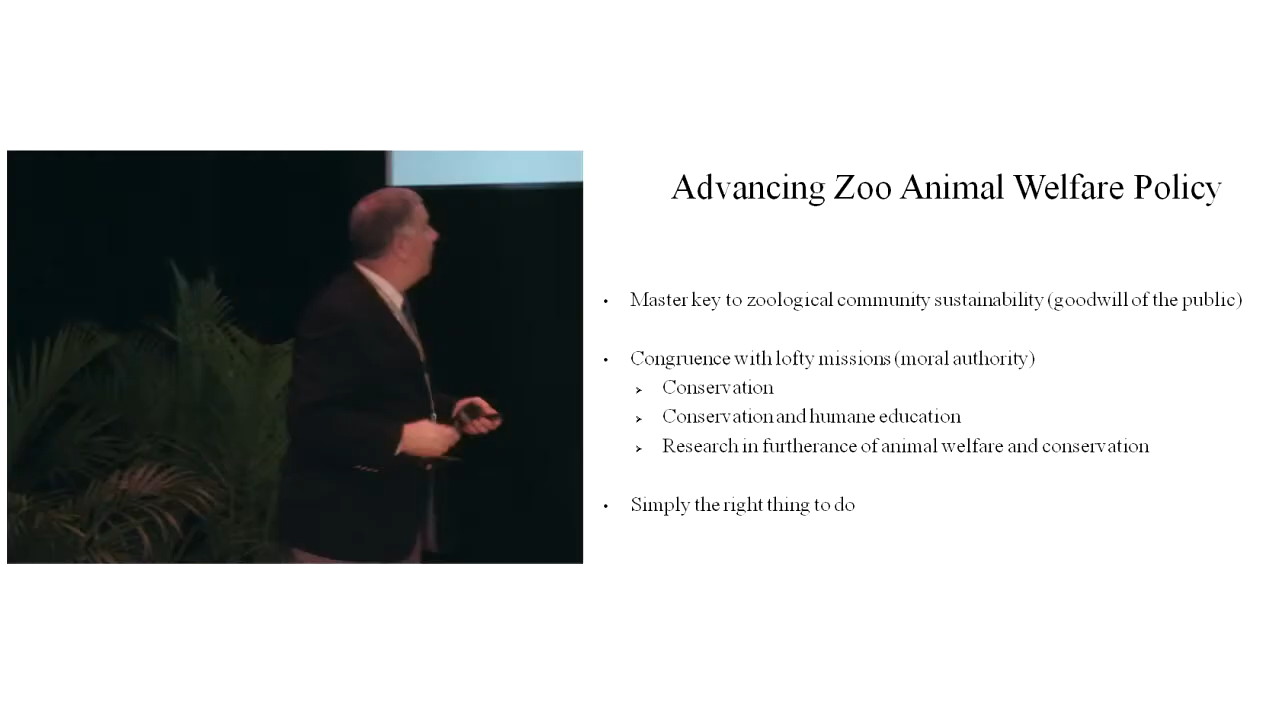 Advancing Zoo Animal Welfare Policy
• Master key to zoological community sustainability (goodwill of the public)
• Congruence with lofty missions (moral authority)
➢ Conservation
➢ Conservation and humane education
➢ Research in furtherance of animal welfare and conservation
• Simply the right thing to do